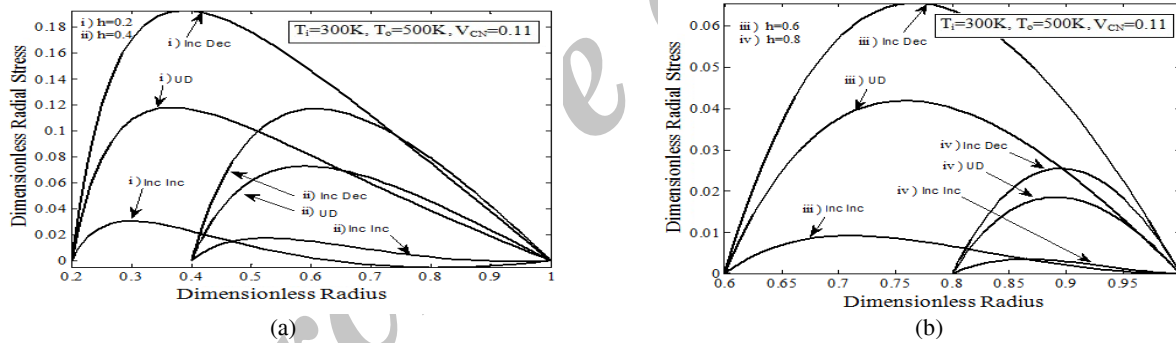 i ) h=0.2
ii ) h=0.4
Ti=300K, To=500K, VCN=0.11
i ) Inc Dec
i ) UD
i ) Inc Inc
ii ) Inc Dec
ii ) UD
ii) Inc Inc
0.18
0.16
0.14
0.12
0.1
0.08
0.06
0.04
0.02
0
0.2 0.3 0.4 0.5 0.6 0.7 0.8 0.9 1
Dimensionless Radial Stress
Dimensionless Radius
(a)
iii ) h=0.6
iv ) h=0.8
Ti=300K, To=500K, VCN=0.11
iii ) Inc Dec
iii ) UD
iii ) Inc Inc
iv ) Inc Dec
iv ) UD
iv ) Inc Inc
0.06
0.05
0.04
0.03
0.02
0.01
0
0.6 0.65 0.7 0.75 0.8 0.85 0.9 0.95
Dimensionless Radial Stress
Dimensionless Radius
(b)